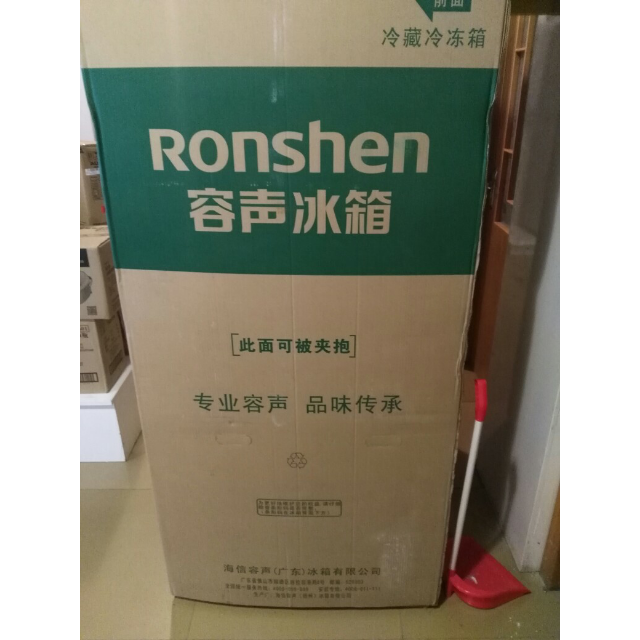 前面
冷藏冷冻箱
Ronshen
容声冰箱
[此面可被夹抱]
专业容声 品味传承
海信容声(广东)冰箱有限公司